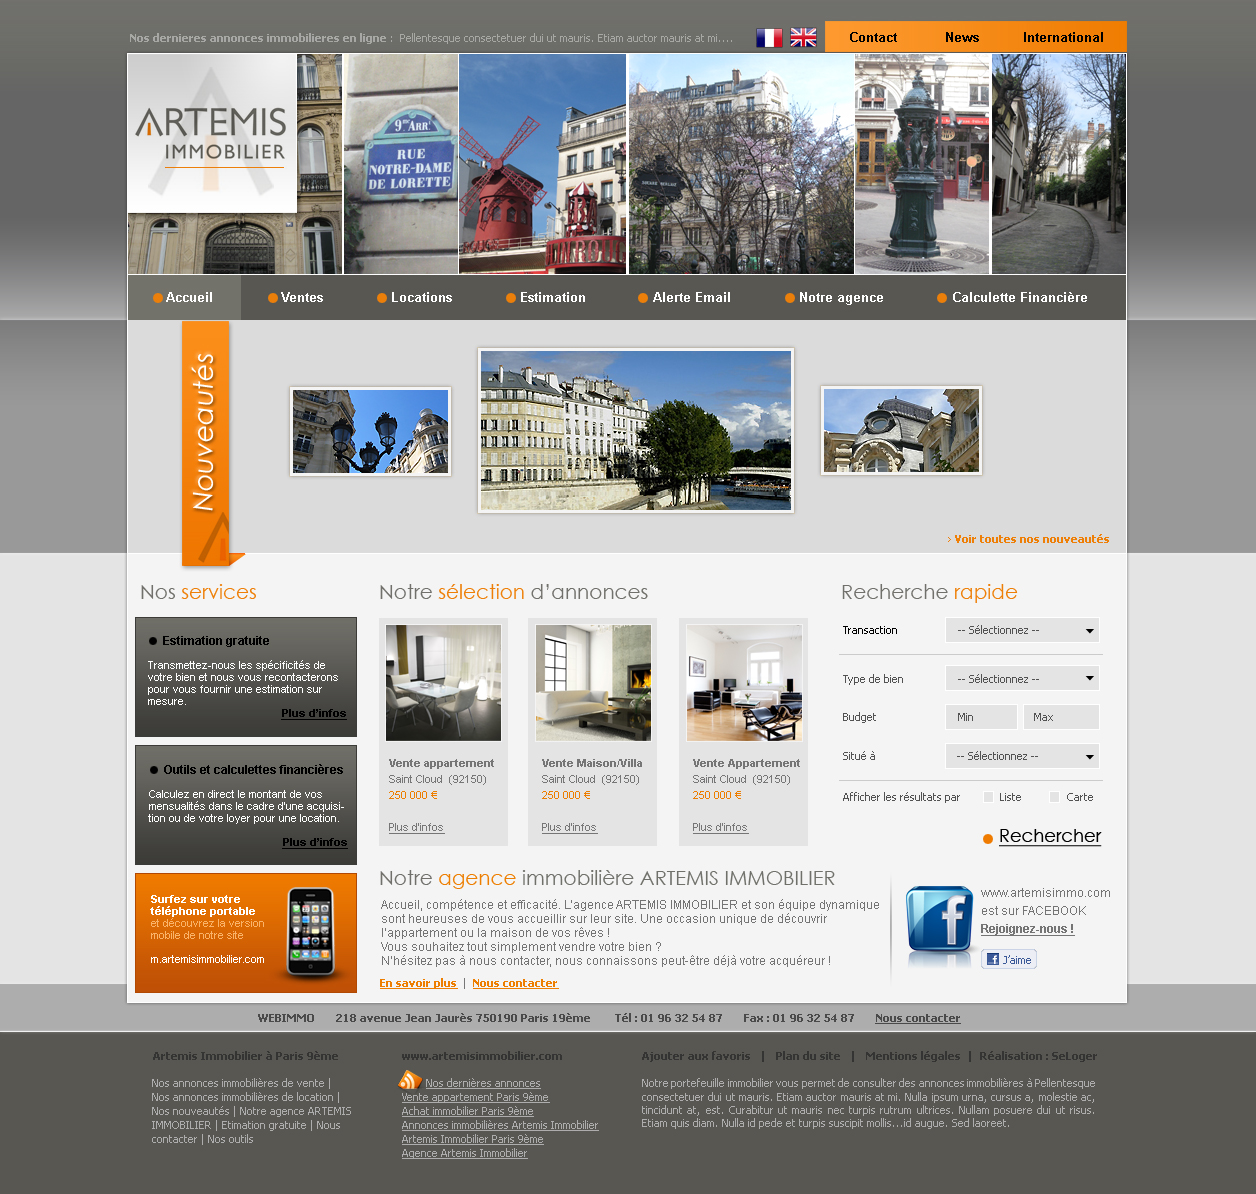 Nos dernieres annonces immobilieres en ligne : Pellentesque consectetuer dui ut mauris. Etiam auctor mauris at mi....
Contact News International
ARTEMIS
IMMOBILIER
9me Arrt
RUE
NOTRE-DAME
DE LORETTE
Accueil Ventes Locations Estimation Alerte Email Notre agence Calculette Financière
Nouveautés
Voir toutes nos nouveautés
Nos services
Estimation gratuite
Transmettez-nous les spécificités de
votre bien et nous vous recontacterons
pour vous fournir une estimation sur
mesure.
Plus d'infos
Outils et calculettes financières
Calculez en direct le montant de vos
mensualités dans le cadre d'une acquisi-
tion ou de votre loyer pour une location.
Plus d'infos
Surfez sur votre
téléphone portable
et découvrez la version
mobile de notre site
m.artemisimmobilier.com
Notre sélection d'annonces
Vente appartement
Saint Cloud (92150)
250 000 €
Plus d'infos
Vente Maison/Villa
Saint Cloud (92150)
250 000 €
Plus d'infos
Vente Appartement
Saint Cloud (92150)
250 000 €
Plus d'infos
Recherche rapide
Transaction -- Sélectionnez --
Type de bien -- Sélectionnez --
Budget Min Max
Situé à -- Sélectionnez --
Afficher les résultats par Liste Carte
Rechercher
Notre agence immobilière ARTEMIS IMMOBILIER
Accueil, compétence et efficacité. L'agence ARTEMIS IMMOBILIER et son équipe dynamique
sont heureuses de vous accueillir sur leur site. Une occasion unique de découvrir
l'appartement ou la maison de vos rêves !
Vous souhaitez tout simplement vendre votre bien ?
N'hésitez pas à nous contacter, nous connaissons peut-être déjà votre acquéreur !
En savoir plus | Nous contacter
www.artemisimmo.com
est sur FACEBOOK
Rejoignez-nous !
J'aime
WEBIMMO 218 avenue Jean Jaurès 750190 Paris 19ème Tél : 01 96 32 54 87 Fax : 01 96 32 54 87 Nous contacter
Artemis Immobilier à Paris 9ème
Nos annonces immobilières de vente |
Nos annonces immobilières de location |
Nos nouveautés | Notre agence ARTEMIS
IMMOBILIER | Etimation gratuite | Nous
contacter | Nos outils
www.artemisimmobilier.com
Nos dernières annonces
Vente appartement Paris 9ème
Achat immobilier Paris 9ème
Annonces immobilières Artemis Immobilier
Artemis Immobilier Paris 9ème
Agence Artemis Immobilier
Ajouter aux favoris | Plan du site | Mentions légales | Réalisation : SeLoger
Notre portefeuille immobilier vous permet de consulter des annonces immobilières à Pellentesque
consectetuer dui ut mauris. Etiam auctor mauris at mi. Nulla ipsum urna, cursus a, molestie ac,
tincidunt at, est. Curabitur ut mauris nec turpis rutrum ultrices. Nullam posuere dui ut risus.
Etiam quis diam. Nulla id pede et turpis suscipit mollis...id augue. Sed laoreet.